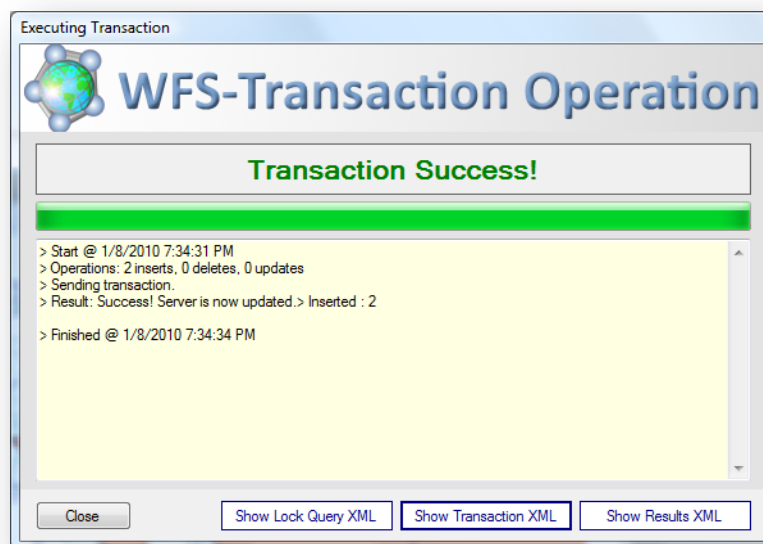 Executing Transaction
WFS-Transaction Operation
Transaction Success!
> Start @ 1/8/2010 7:34:31 PM
> Operations: 2 inserts, 0 deletes, 0 updates
> Sending transaction.
> Result: Success! Server is now updated.> Inserted : 2
> Finished @ 1/8/2010 7:34:34 PM
Close Show Lock Query XML Show Transaction XML Show Results XML